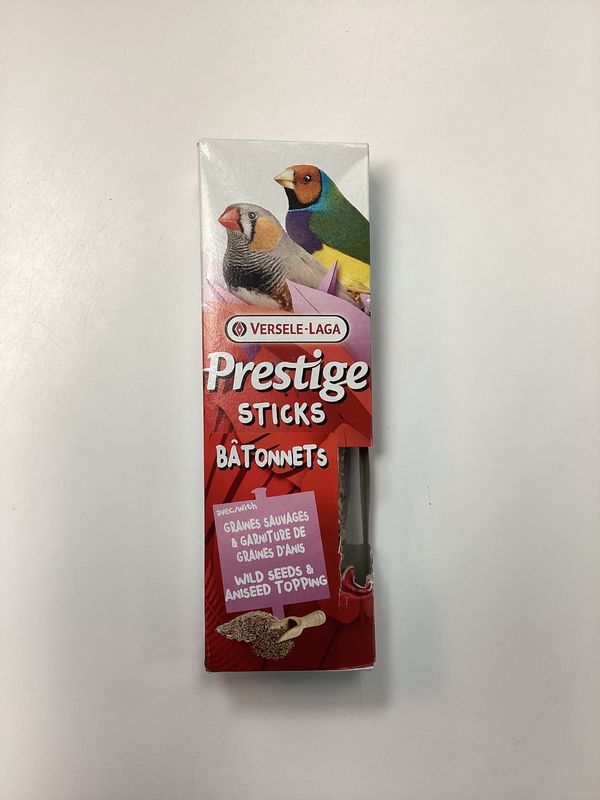 VERSELE-LAGA
Prestige
STICKS
BÂTONNETS
avec/with
GRAINES SAUVAGES
& GARNITURE DE
GRAINES D'ANIS
WILD SEEDS &
ANISEED TOPPING